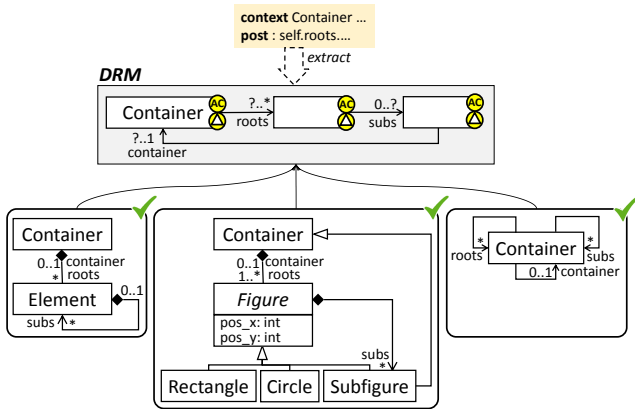 context Container ...
post : self.roots....
extract
DRM
Container
AC
?..*
roots
AC
0..?
subs
AC
?..1
container
Container
0..1
container
roots
*
Element
0..1
subs
*
Container
0..1
container
roots
1..*
Figure
pos_x: int
pos_y: int
subs
*
Rectangle
Circle
Subfigure
*
roots
Container
*
subs
0..1
container